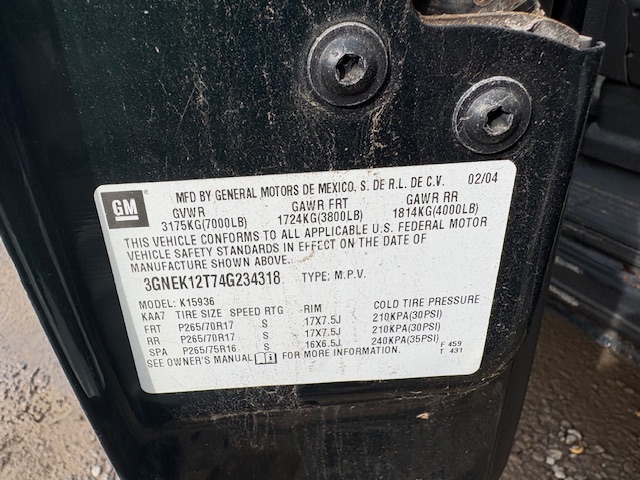 GM
MFD BY GENERAL MOTORS DE MEXICO, S. DE R.L. DE C.V. 02/04
GVWR GAWR FRT GAWR RR
3175KG(7000LB) 1724KG(3800LB) 1814KG(4000LB)
THIS VEHICLE CONFORMS TO ALL APPLICABLE U.S. FEDERAL MOTOR
VEHICLE SAFETY STANDARDS IN EFFECT ON THE DATE OF
MANUFACTURE SHOWN ABOVE.
3GNEK12T74G234318 TYPE: M.P.V.
MODEL: K15936
KAA7 TIRE SIZE SPEED RTG RIM COLD TIRE PRESSURE
FRT P265/70R17 S 17X7.5J 210KPA(30PSI)
RR P265/70R17 S 17X7.5J 210KPA(30PSI)
SPA P265/75R16 S 16X6.5J 240KPA(35PSI) F 459
SEE OWNER'S MANUAL FOR MORE INFORMATION. T 431